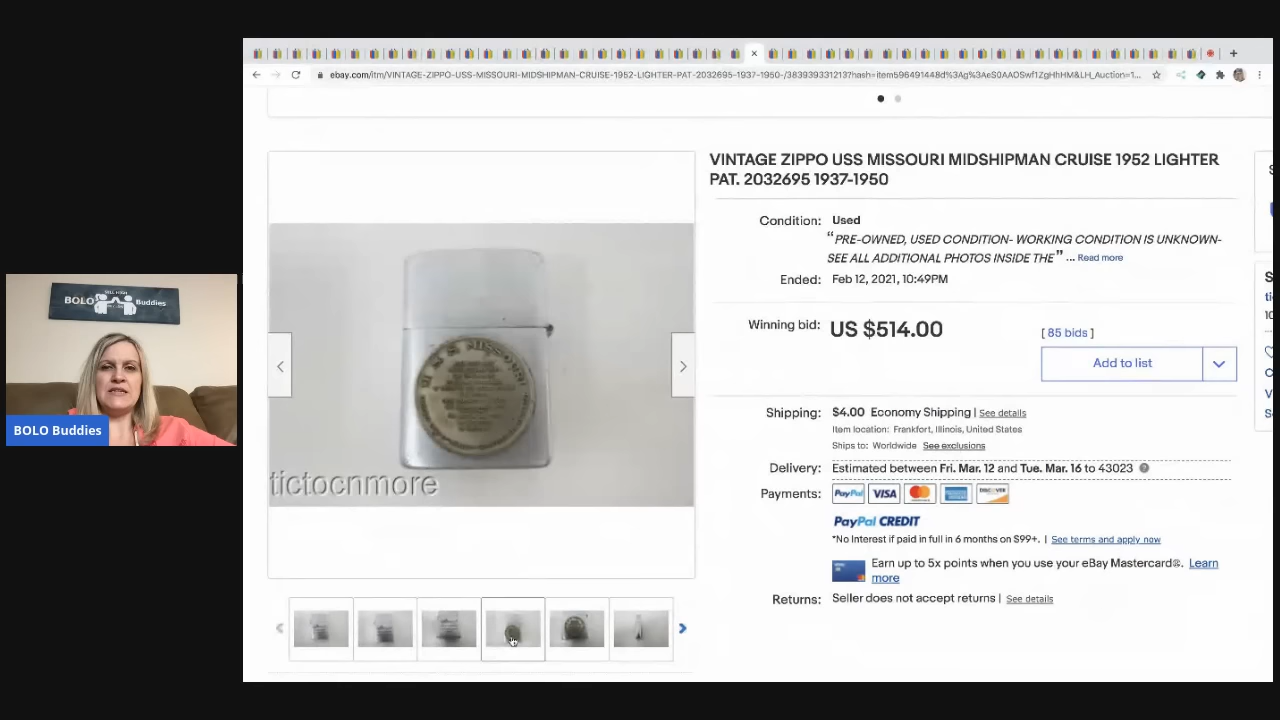 ebay.com/itm/VINTAGE-ZIPPO-USS-MISSOURI-MIDSHIPMAN-CRUISE-1952-LIGHTER-PAT-2032695-1937-1950-/383939331213?hash=item596491448d%3Ag%3AeS0AAOSwf1ZgHhHM&LH_Auction=1...
VINTAGE ZIPPO USS MISSOURI MIDSHIPMAN CRUISE 1952 LIGHTER
PAT. 2032695 1937-1950
Condition: Used
“PRE-OWNED, USED CONDITION- WORKING CONDITION IS UNKNOWN-
SEE ALL ADDITIONAL PHOTOS INSIDE THE” ... Read more
Ended: Feb 12, 2021, 10:49PM
Winning bid: US $514.00 [ 85 bids ]
Add to list
Shipping: $4.00 Economy Shipping | See details
Item location: Frankfort, Illinois, United States
Ships to: Worldwide See exclusions
Delivery: Estimated between Fri. Mar. 12 and Tue. Mar. 16 to 43023
Payments: PayPal VISA
PayPal CREDIT
*No Interest if paid in full in 6 months on $99+. | See terms and apply now
Earn up to 5x points when you use your eBay Mastercard®. Learn
more
Returns: Seller does not accept returns | See details
MISSOURI
tictocnmore
BOLO Buddies
BOLO Buddies